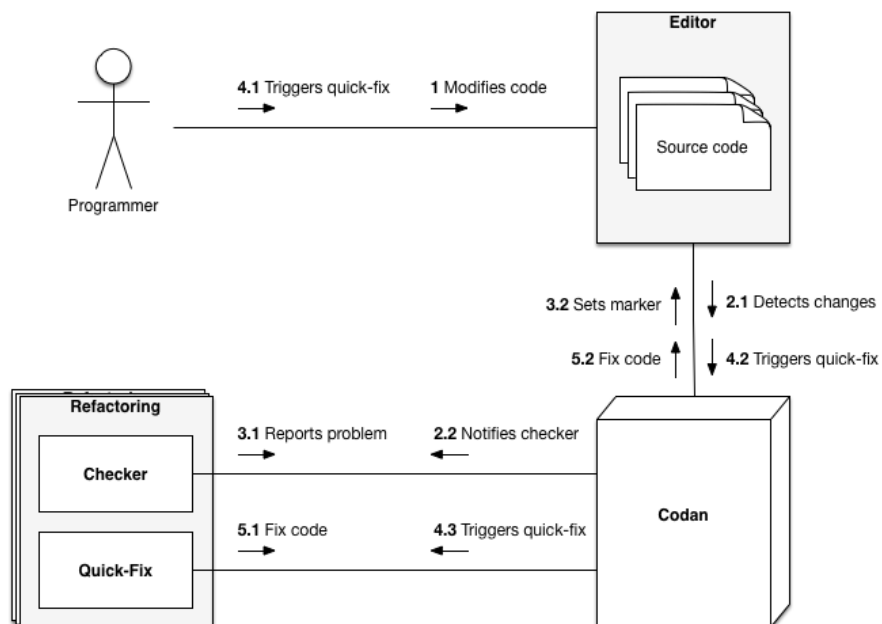 Editor
4.1 Triggers quick-fix
1 Modifies code
Source code
Programmer
3.2 Sets marker
2.1 Detects changes
5.2 Fix code
4.2 Triggers quick-fix
Refactoring
3.1 Reports problem
2.2 Notifies checker
Checker
Codan
5.1 Fix code
4.3 Triggers quick-fix
Quick-Fix